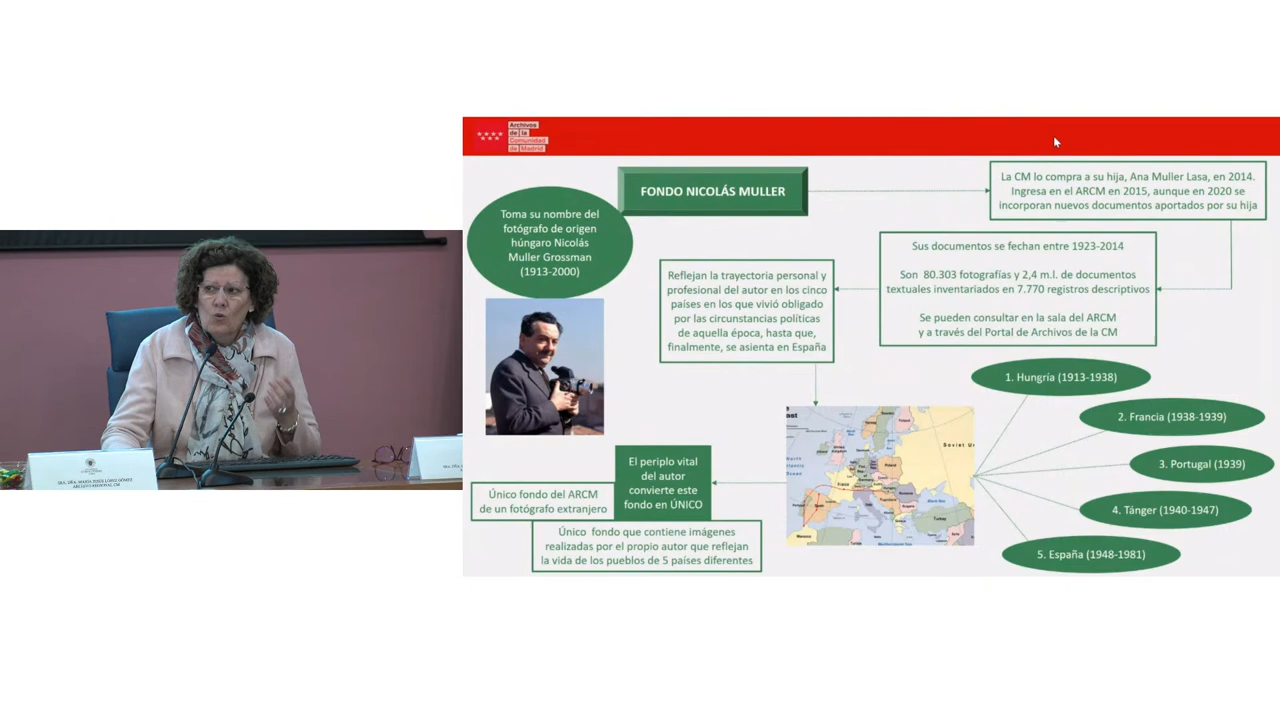 Archivos
de la
Comunidad
de Madrid
FONDO NICOLÁS MULLER
La CM lo compra a su hija, Ana Muller Lasa, en 2014.
Ingresa en el ARCM en 2015, aunque en 2020 se
incorporan nuevos documentos aportados por su hija
Toma su nombre del
fotógrafo de origen
húngaro Nicolás
Muller Grossman
(1913-2000)
Sus documentos se fechan entre 1923-2014
Son 80.303 fotografías y 2,4 m.l. de documentos
textuales inventariados en 7.770 registros descriptivos
Se pueden consultar en la sala del ARCM
y a través del Portal de Archivos de la CM
Reflejan la trayectoria personal y
profesional del autor en los cinco
países en los que vivió obligado
por las circunstancias políticas
de aquella época, hasta que,
finalmente, se asienta en España
1. Hungría (1913-1938)
2. Francia (1938-1939)
3. Portugal (1939)
4. Tánger (1940-1947)
5. España (1948-1981)
El periplo vital
del autor
convierte este
fondo en ÚNICO
Único fondo del ARCM
de un fotógrafo extranjero
Único fondo que contiene imágenes
realizadas por el propio autor que reflejan
la vida de los pueblos de 5 países diferentes
Sweden
Poland
France
Spain
Turkey
ARCHIVO REGIONAL CM